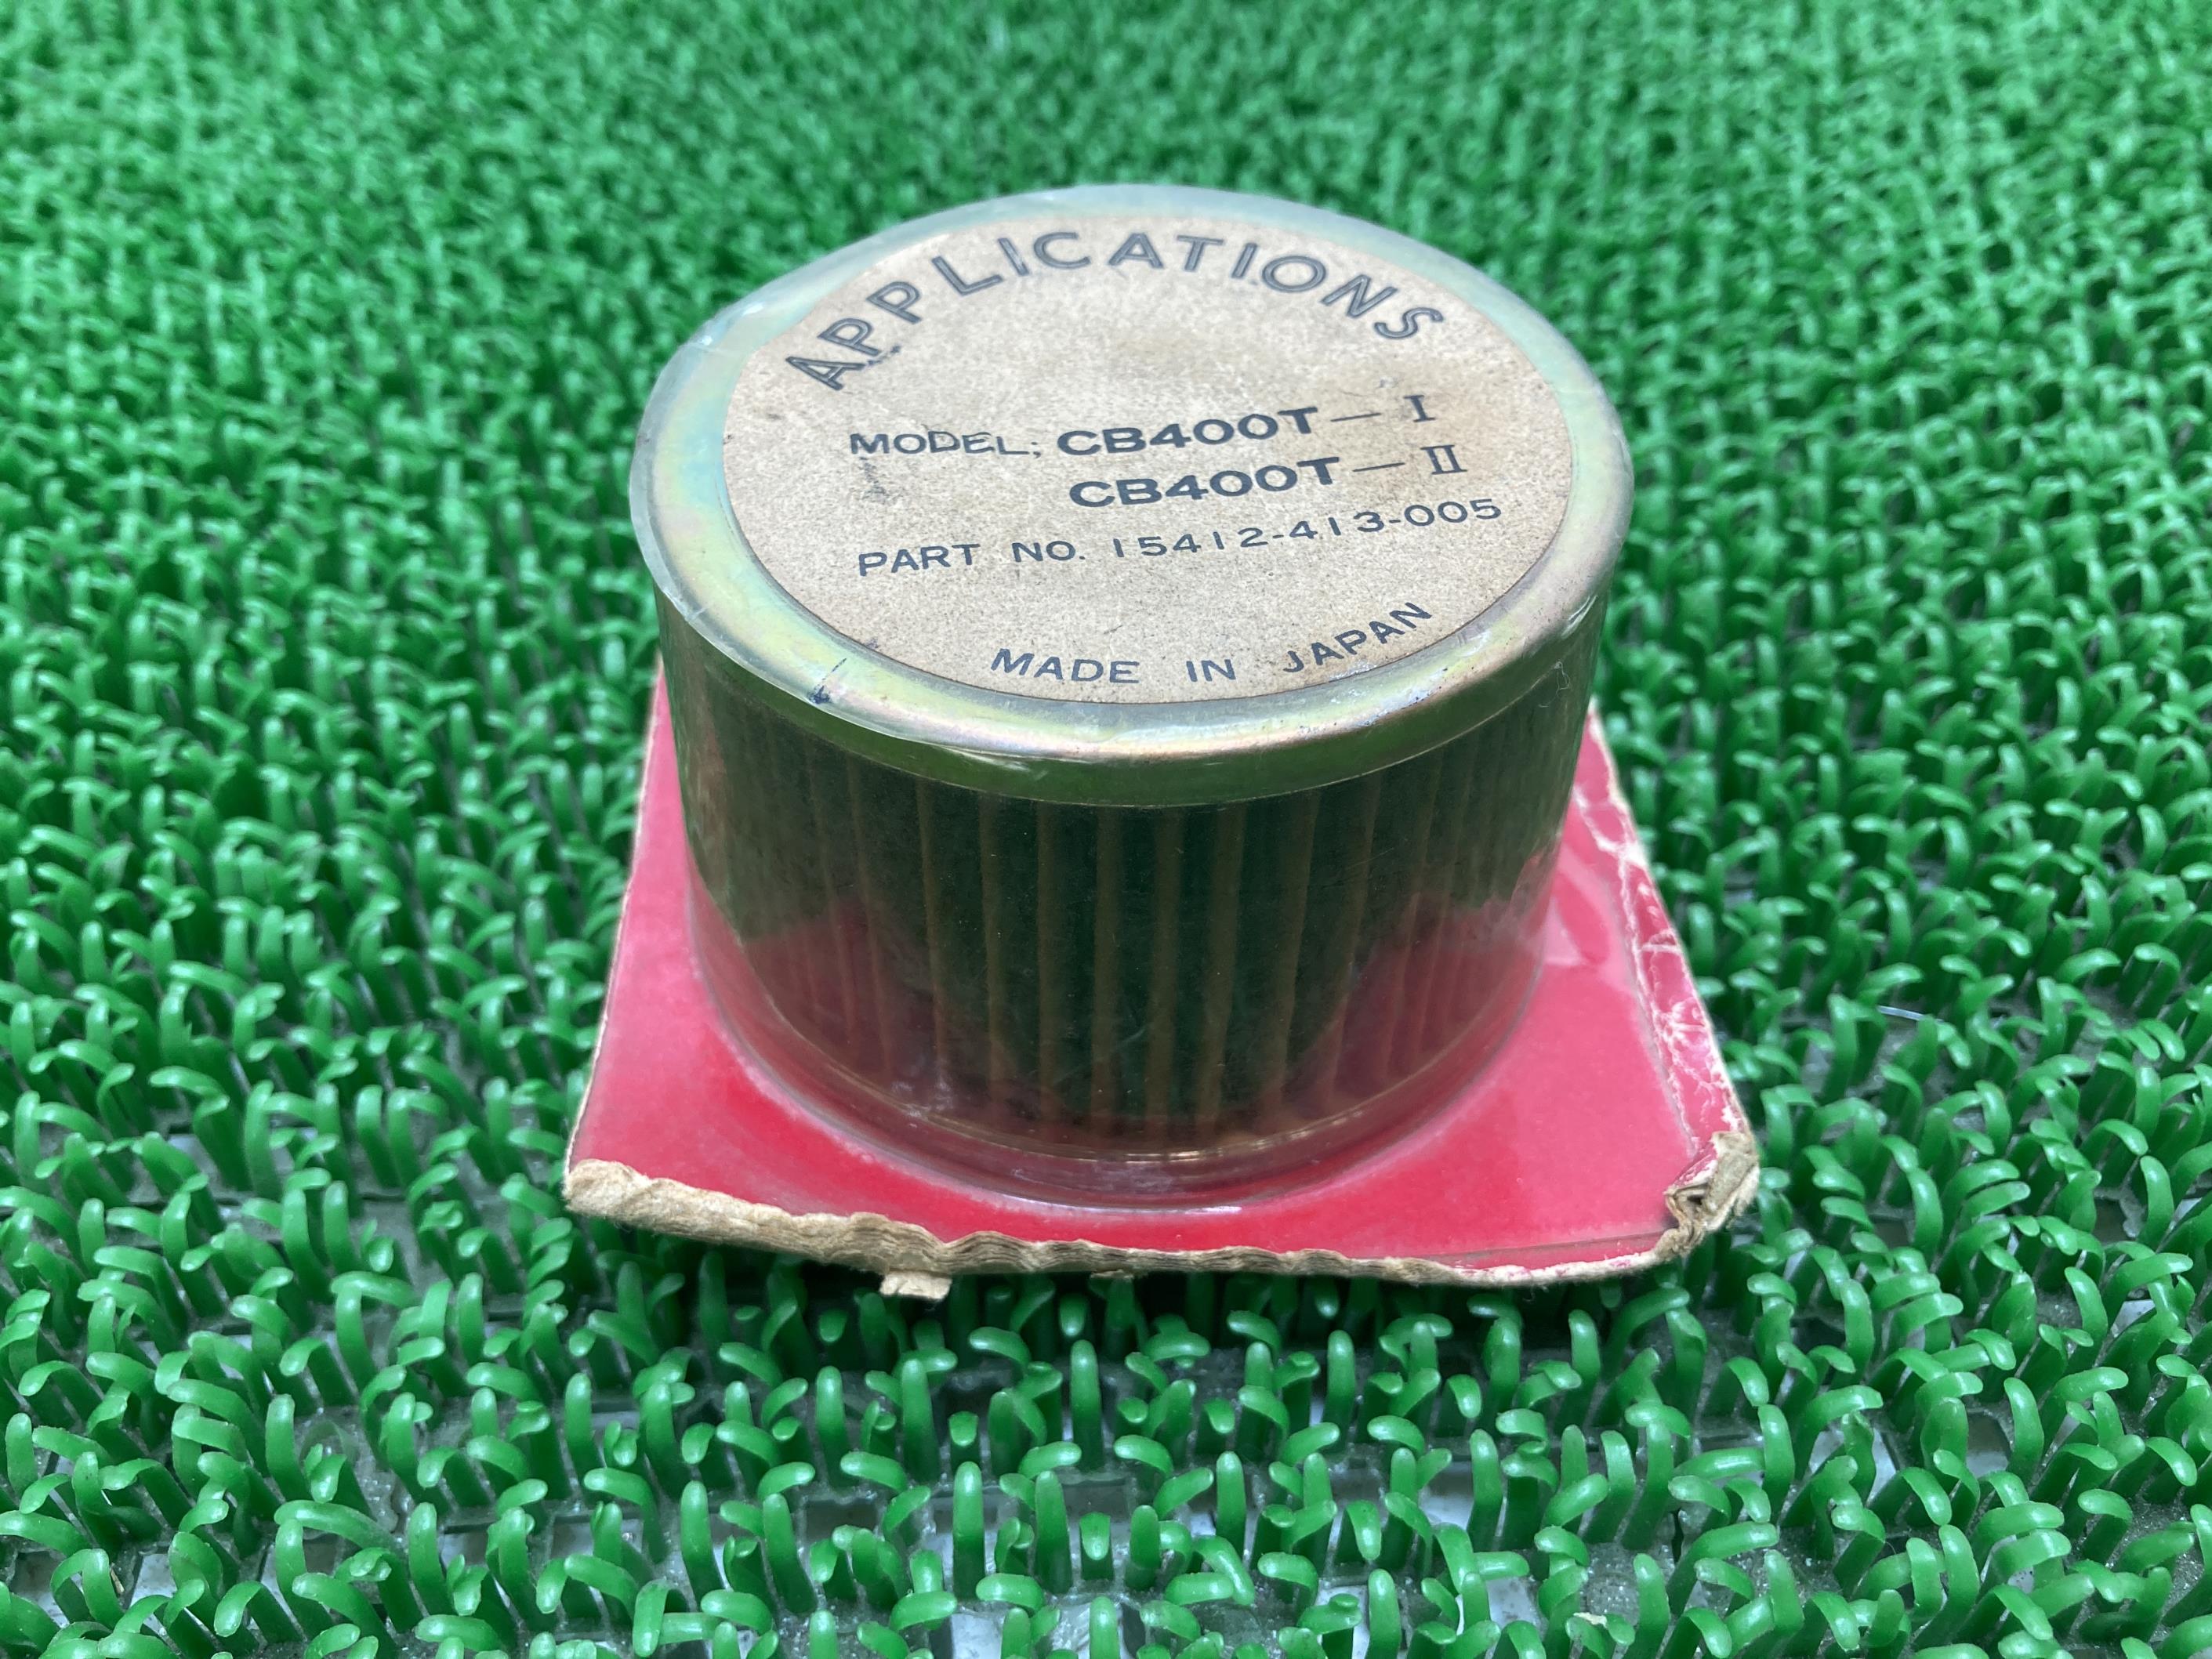 APPLICATIONS
MODEL; CB400T-I
CB400T-II
PART NO. 15412-413-005
MADE IN JAPAN